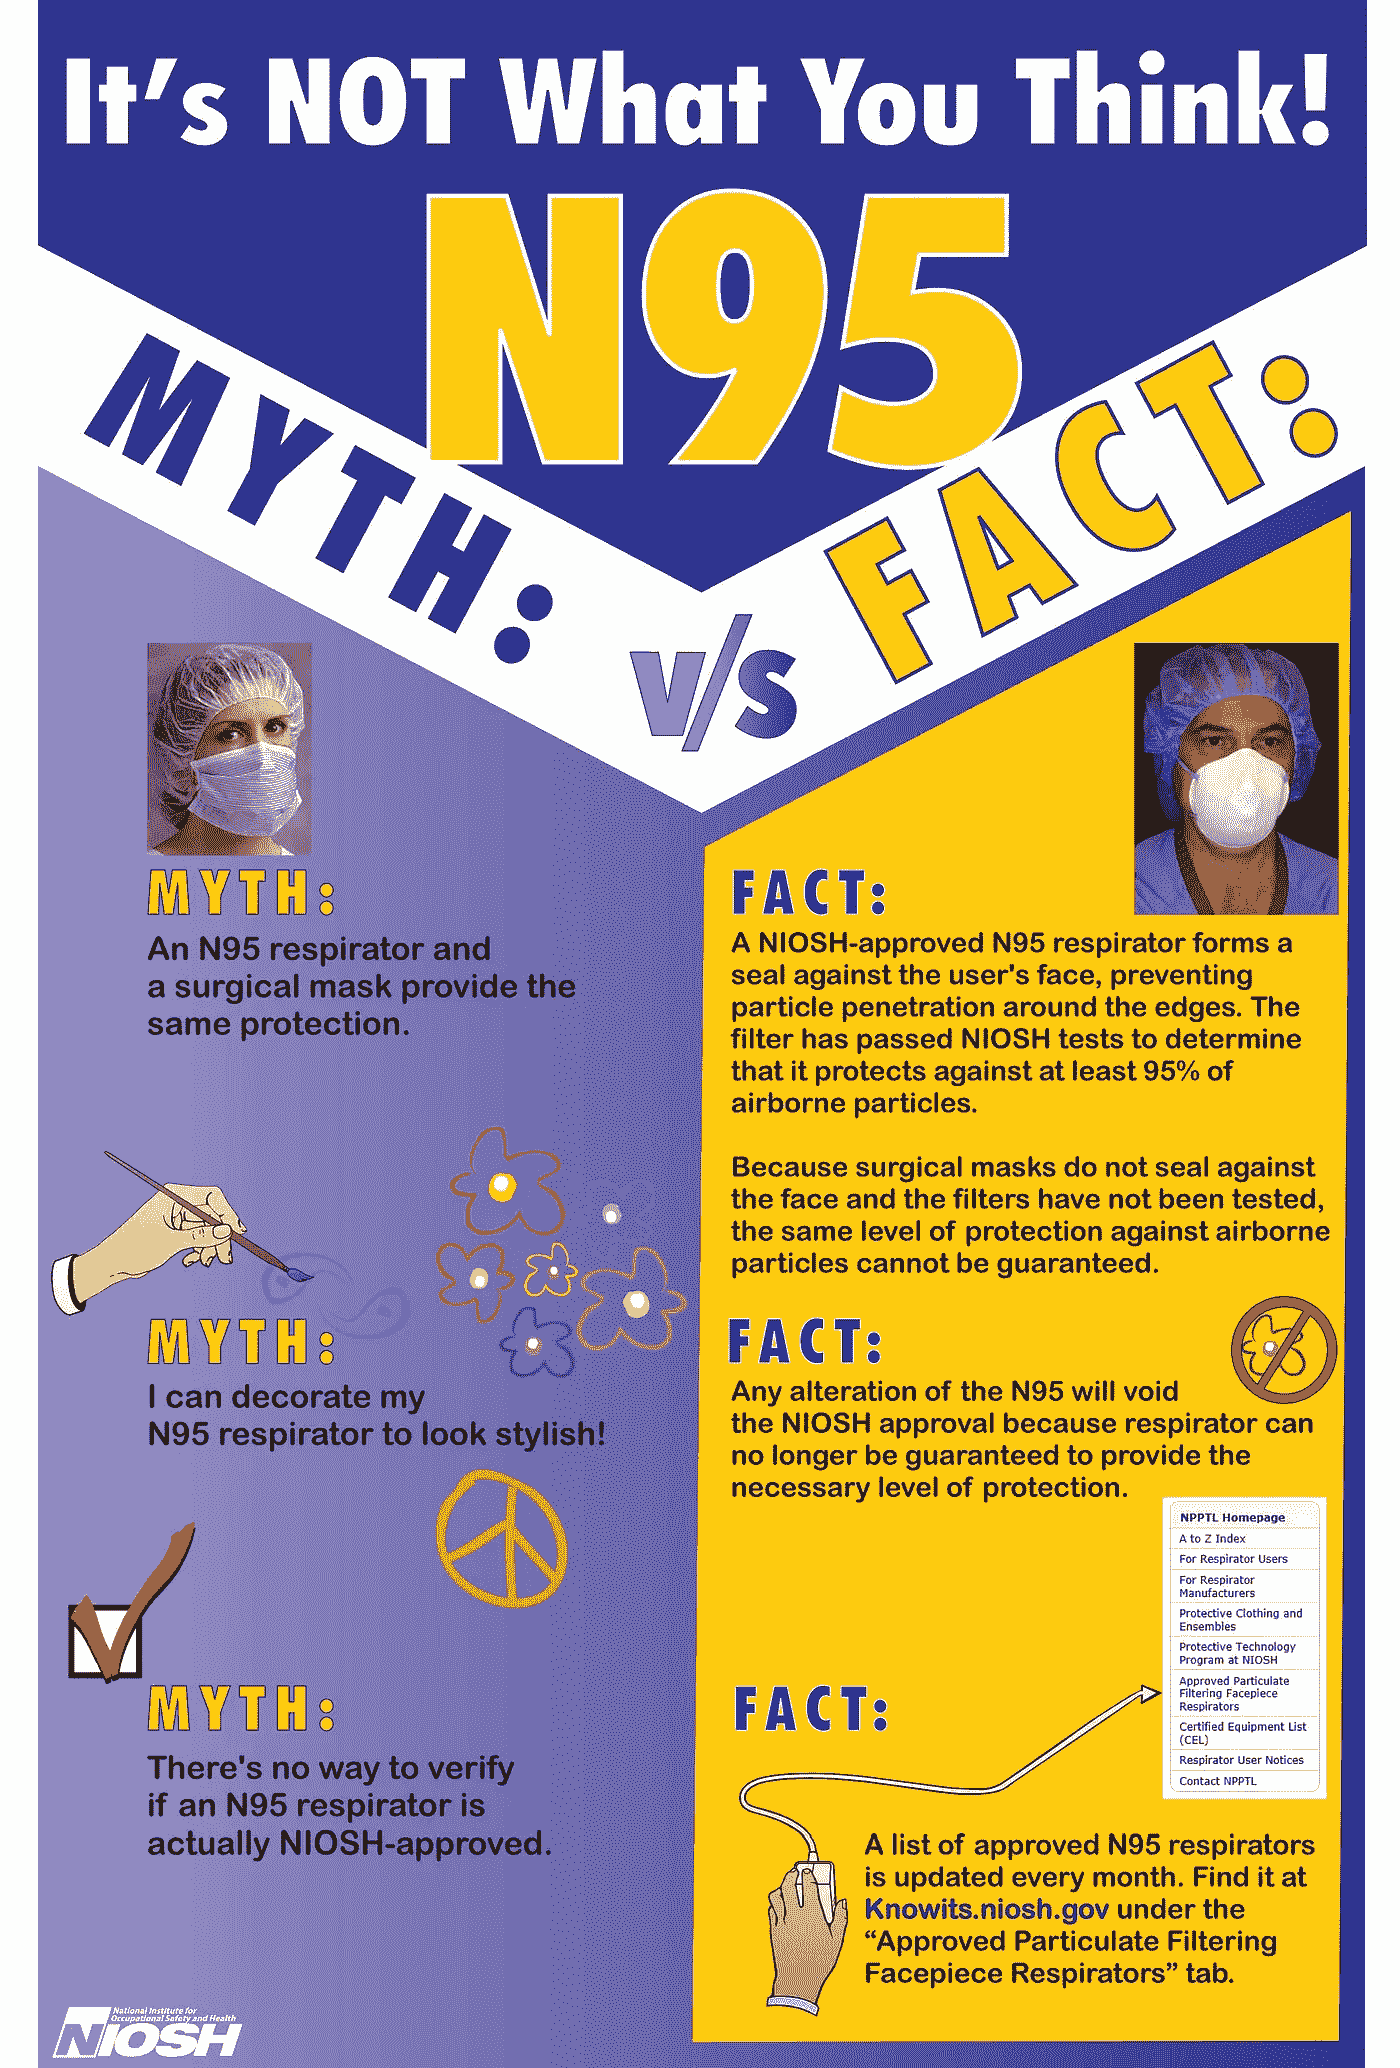 It's NOT What You Think!
N95
MYTH:
V/S
FACT:
MYTH:
An N95 respirator and
a surgical mask provide the
same protection.
FACT:
A NIOSH-approved N95 respirator forms a
seal against the user's face, preventing
particle penetration around the edges. The
filter has passed NIOSH tests to determine
that it protects against at least 95% of
airborne particles.
Because surgical masks do not seal against
the face and the filters have not been tested,
the same level of protection against airborne
particles cannot be guaranteed.
MYTH:
I can decorate my
N95 respirator to look stylish!
FACT:
Any alteration of the N95 will void
the NIOSH approval because respirator can
no longer be guaranteed to provide the
necessary level of protection.
NPPTL Homepage
A to Z Index
For Respirator Users
For Respirator
Manufacturers
Protective Clothing and
Ensembles
Protective Technology
Program at NIOSH
Approved Particulate
Filtering Facepiece
Respirators
Certified Equipment List
(CEL)
Respirator User Notices
Contact NPPTL
MYTH:
There's no way to verify
if an N95 respirator is
actually NIOSH-approved.
FACT:
A list of approved N95 respirators
is updated every month. Find it at
Knowits.niosh.gov under the
“Approved Particulate Filtering
Facepiece Respirators” tab.
National Institute for
Occupational Safety and Health
NIOSH